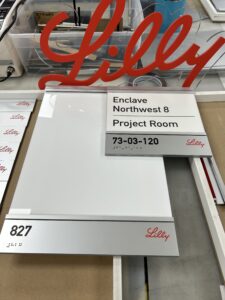 Lilly
Enclave
Northwest 8
Project Room
73-03-120
Lilly
827
Lilly